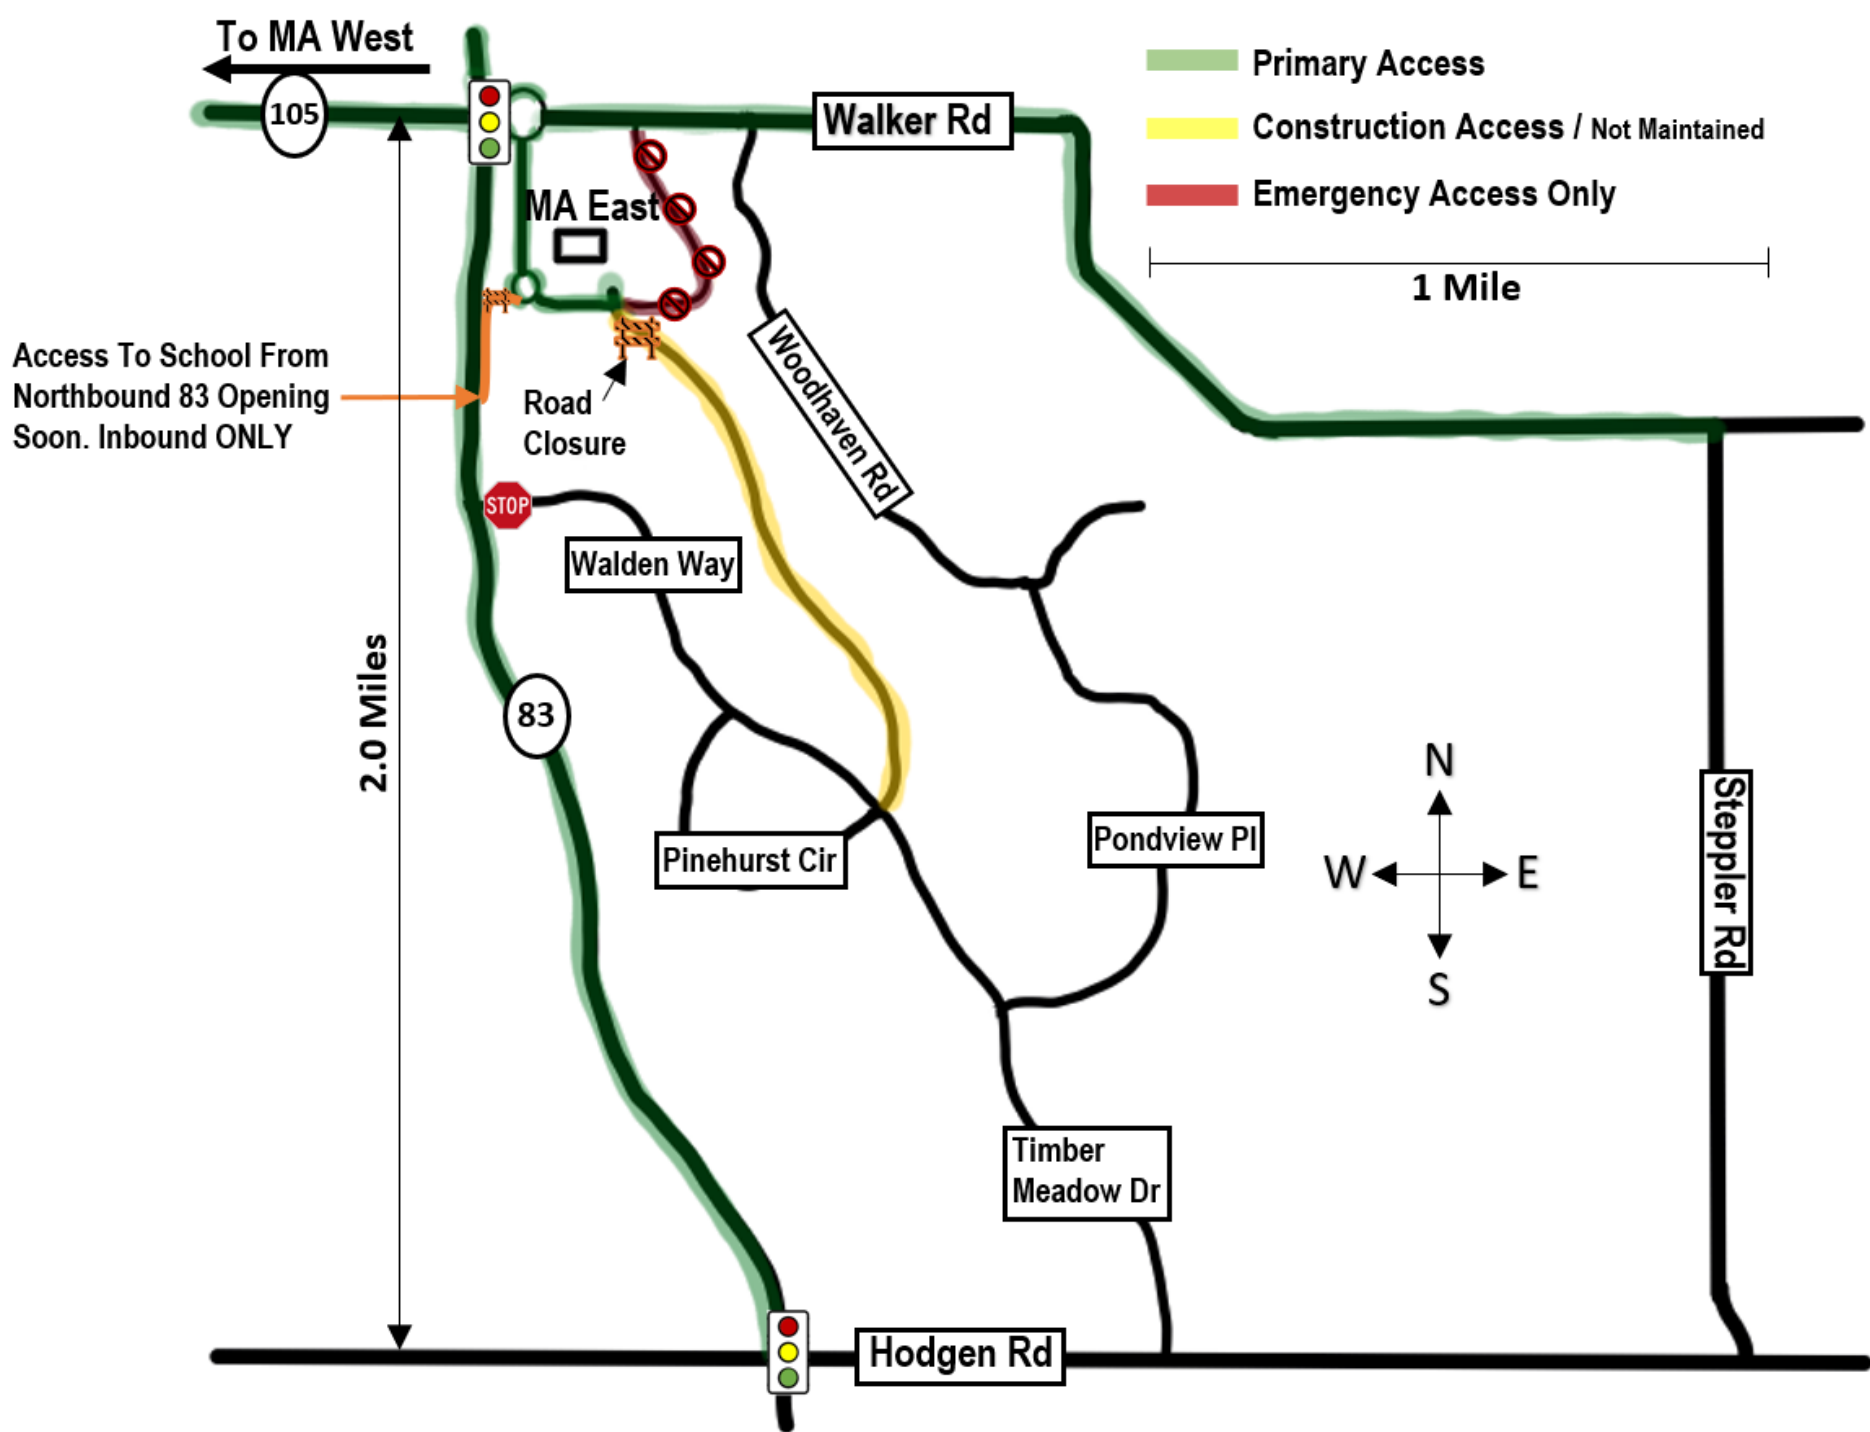 To MA West
105
Walker Rd
Primary Access
Construction Access / Not Maintained
Emergency Access Only
1 Mile
MA East
Access To School From
Northbound 83 Opening
Soon. Inbound ONLY
Road
Closure
Woodhaven Rd
STOP
Walden Way
2.0 Miles
83
Pinehurst Cir
Pondview Pl
N
W
E
S
Steppler Rd
Timber
Meadow Dr
Hodgen Rd